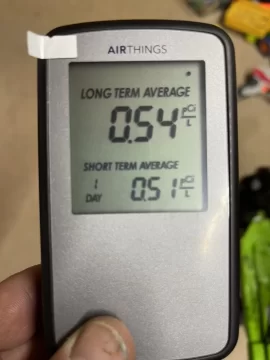 AIRTHINGS
LONG TERM AVERAGE
0.54 pCi/L
SHORT TERM AVERAGE
1 DAY 0.51 pCi/L